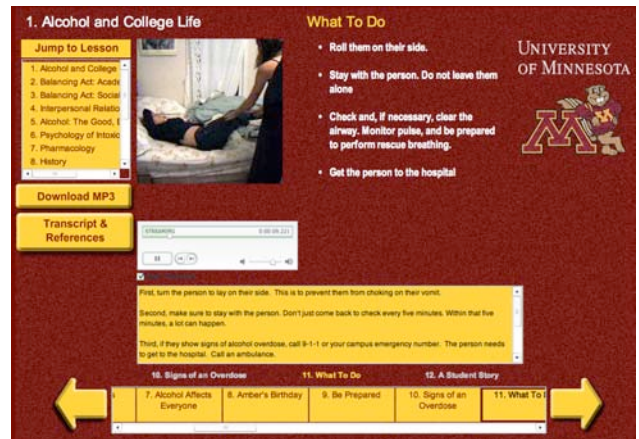 1. Alcohol and College Life
What To Do
Jump to Lesson
1. Alcohol and College
2. Balancing Act: Acade
3. Balancing Act: Social
4. Interpersonal Relatio
5. Alcohol: The Good, B
6. Psychology of Intoxic
7. Pharmacology
8. History
Download MP3
Transcript &
References
• Roll them on their side.
• Stay with the person. Do not leave them
alone
• Check and, if necessary, clear the
airway. Monitor pulse, and be prepared
to perform rescue breathing.
• Get the person to the hospital
UNIVERSITY
OF MINNESOTA
M
STREAMING
First, turn the person to lay on their side. This is to prevent them from choking on their vomit.
Second, make sure to stay with the person. Don't just come back to check every five minutes. Within that five
minutes, a lot can happen.
Third, if they show signs of alcohol overdose, call 9-1-1 or your campus emergency number. The person needs
to get to the hospital. Call an ambulance.
10. Signs of an Overdose
11. What To Do
12. A Student Story
s
7. Alcohol Affects
Everyone
8. Amber's Birthday
9. Be Prepared
10. Signs of an
Overdose
11. What To